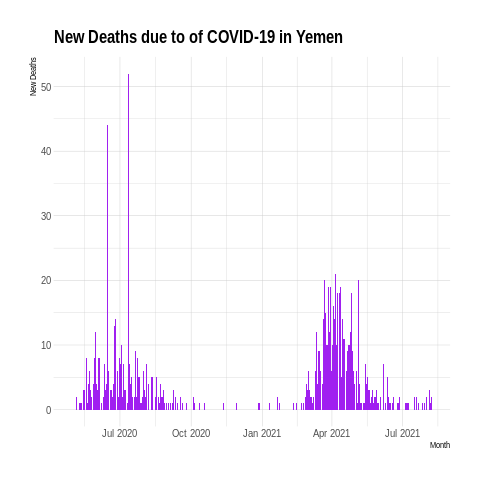 New Deaths due to of COVID-19 in Yemen
New Deaths
50
40
30
20
10
0
Jul 2020 Oct 2020 Jan 2021 Apr 2021 Jul 2021
Month